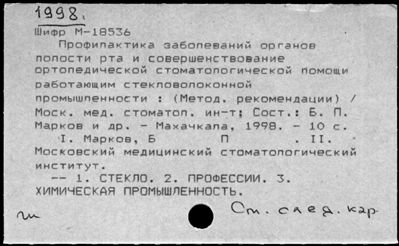 1998.
Шифр М-18536
Профилактика заболеваний органов
полости рта и совершенствование
ортопедической стоматологической помощи
работающим стекловолоконной
промышленности : (Метод. рекомендации) /
Моск. мед. стоматол. ин-т; Сост.: Б. П.
Марков и др. - Махачкала, 1998. - 10 с.
I. Марков, Б П . II.
Московский медицинский стоматологический
институт.
-- 1. СТЕКЛО. 2. ПРОФЕССИИ. 3.
ХИМИЧЕСКАЯ ПРОМЫШЛЕННОСТЬ.
См. след. кар